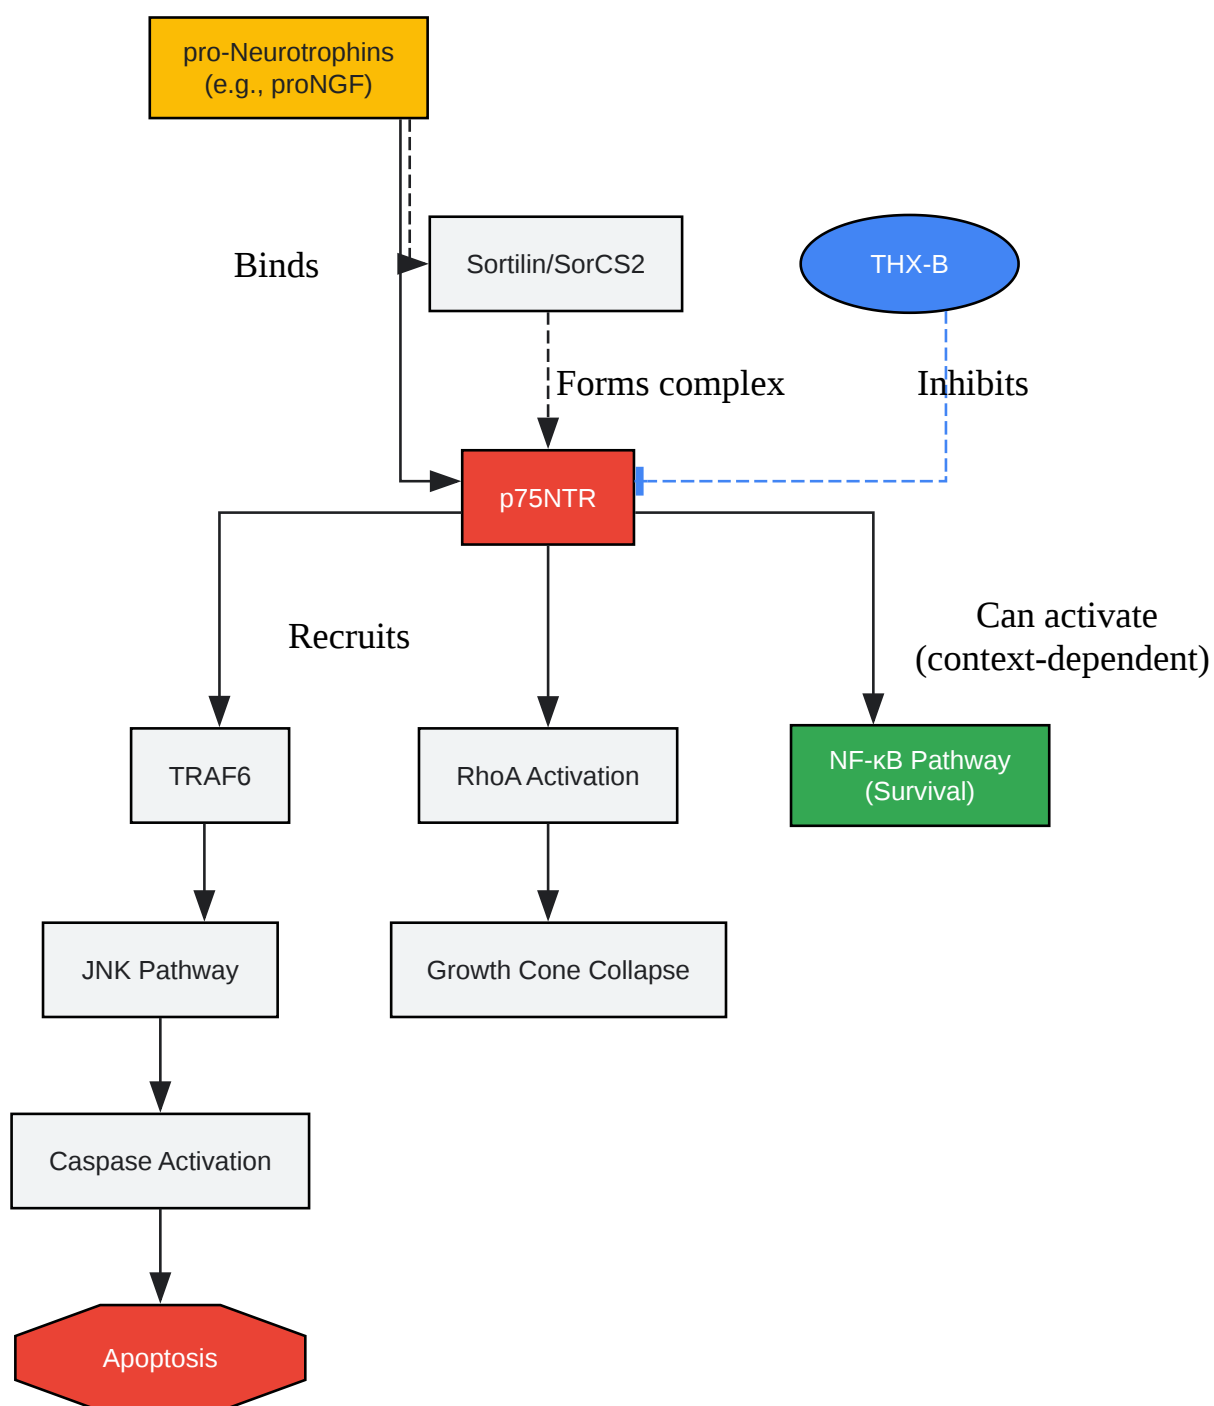 pro-Neurotrophins
(e.g., proNGF)
Binds
Sortilin/SorCS2
THX-B
Forms complex
Inhibits
p75NTR
Recruits
Can activate
(context-dependent)
TRAF6
RhoA Activation
NF-κB Pathway
(Survival)
JNK Pathway
Growth Cone Collapse
Caspase Activation
Apoptosis